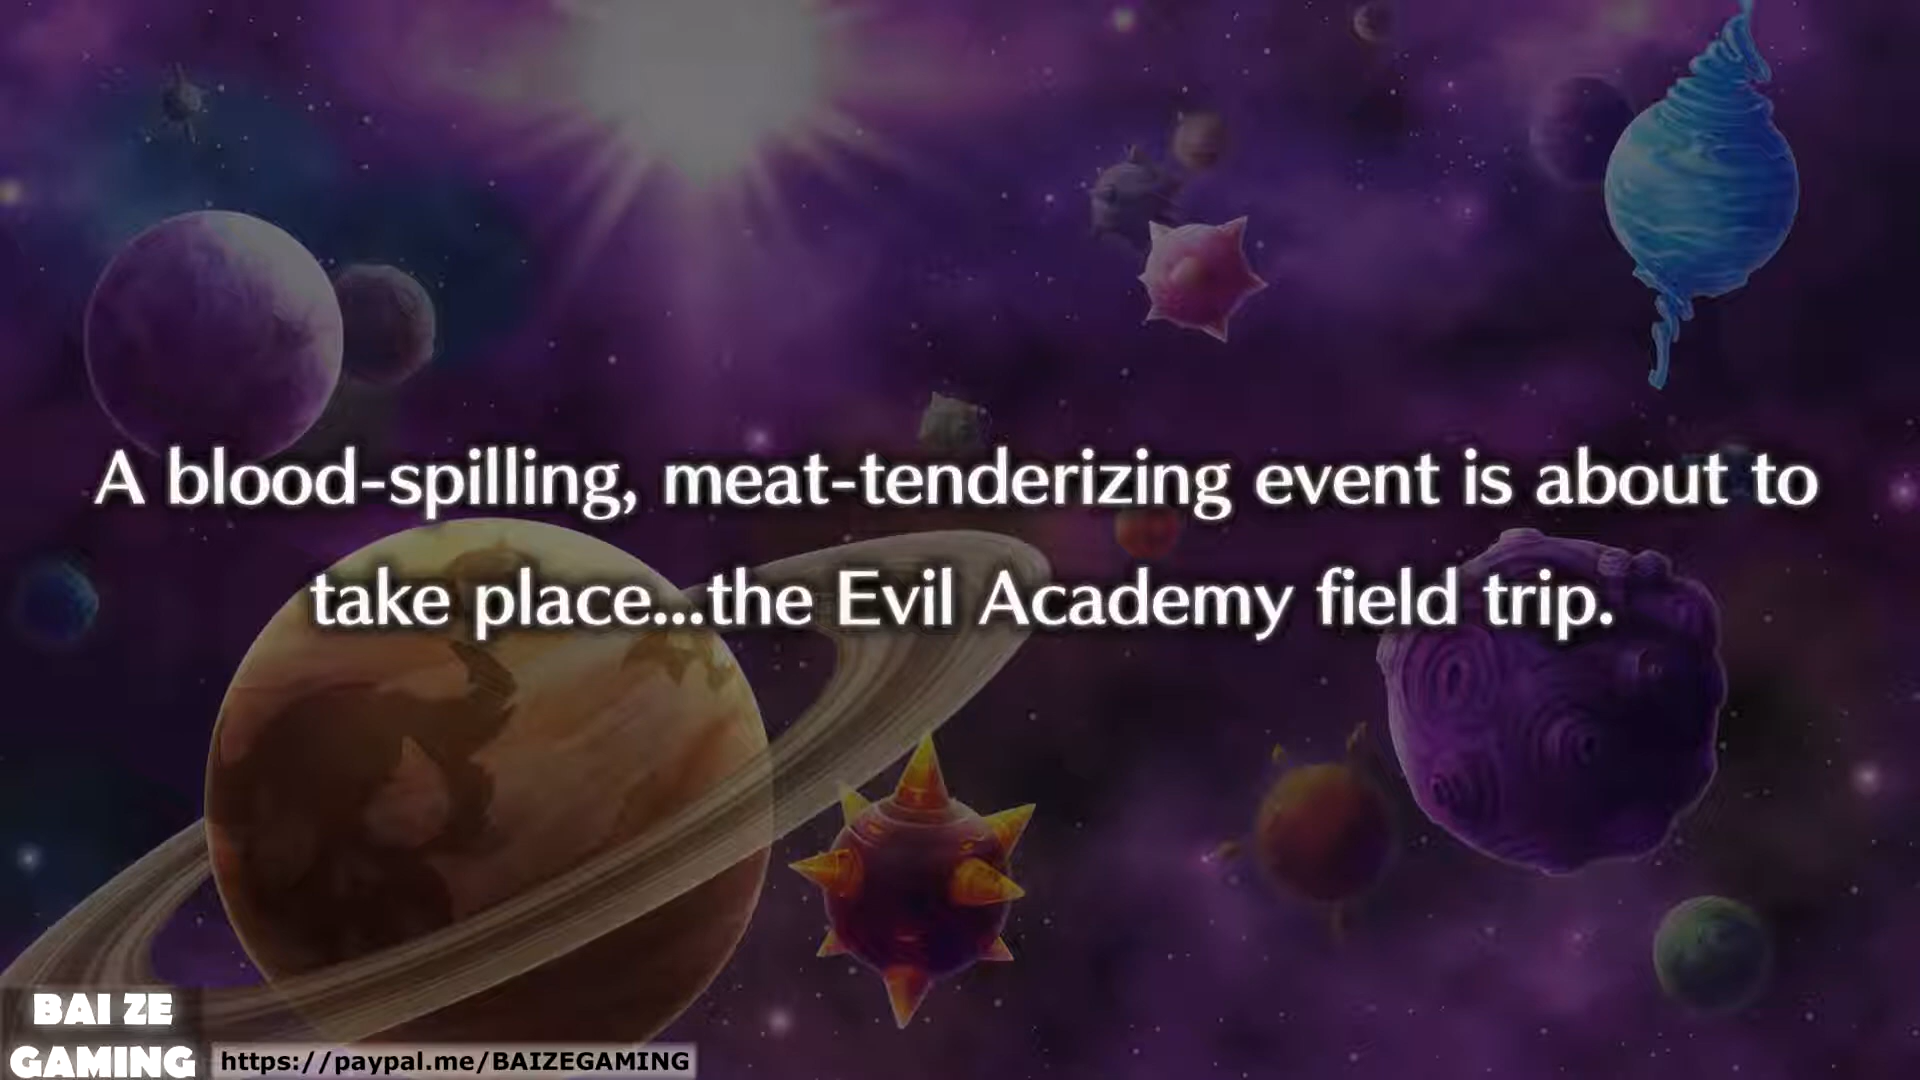 A blood-spilling, meat-tenderizing event is about to
take place...the Evil Academy field trip.
BAI ZE
GAMING
https://paypal.me/BAIZEGAMING